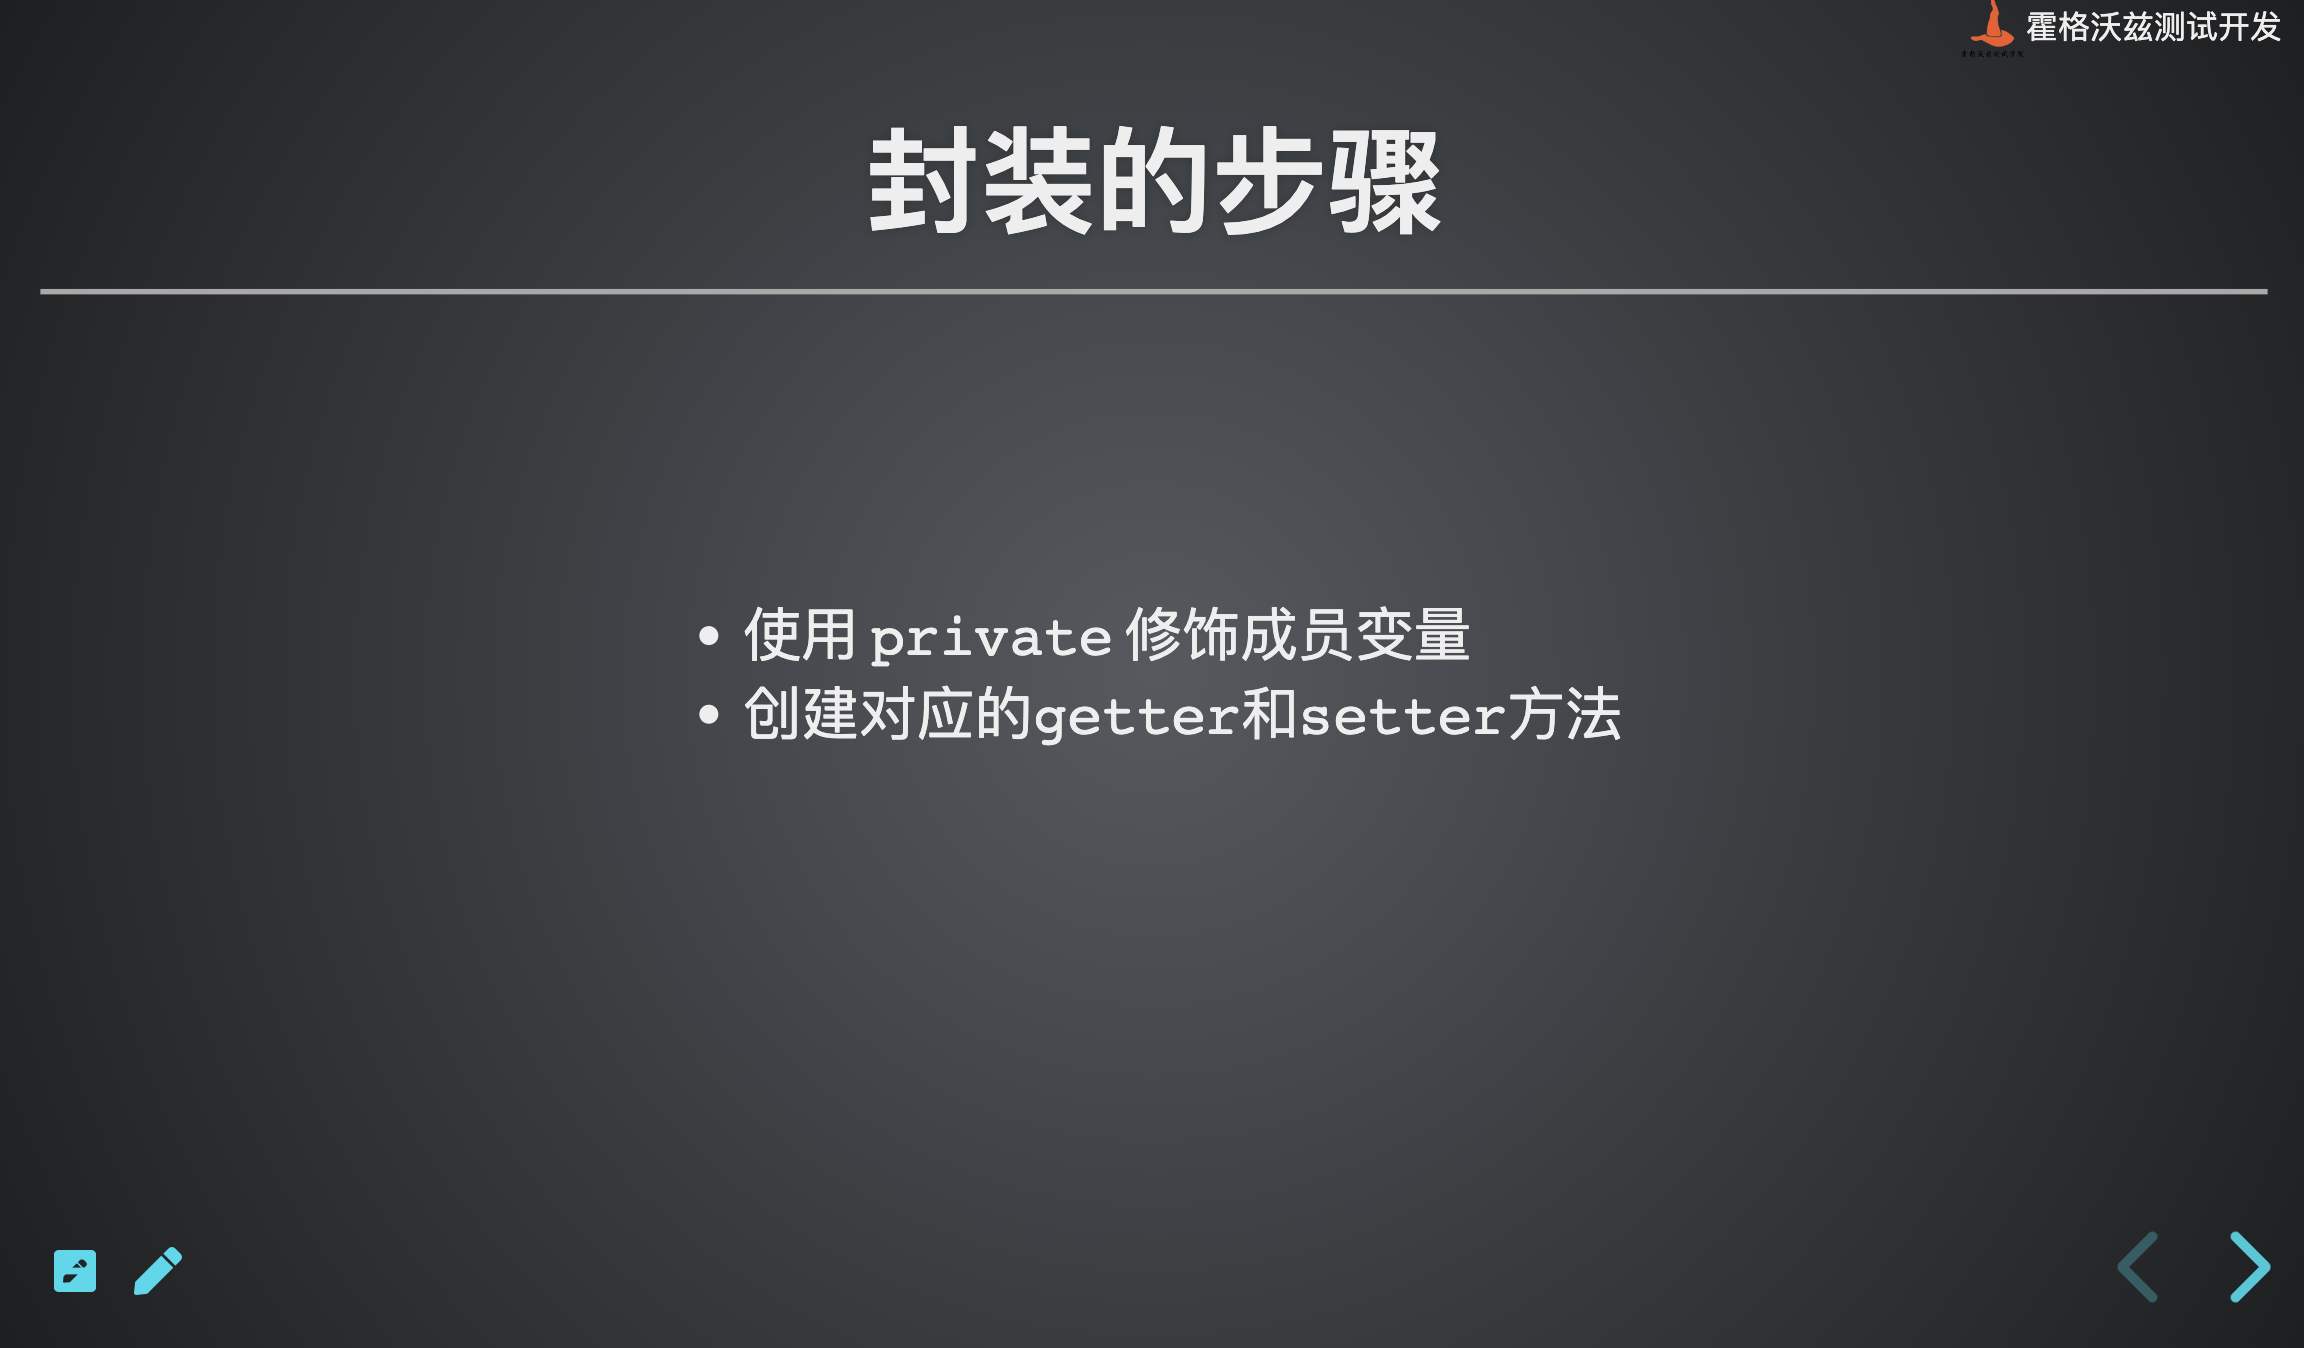 霍格沃兹测试开发
封装的步骤
使用 private 修饰成员变量
创建对应的getter和setter方法